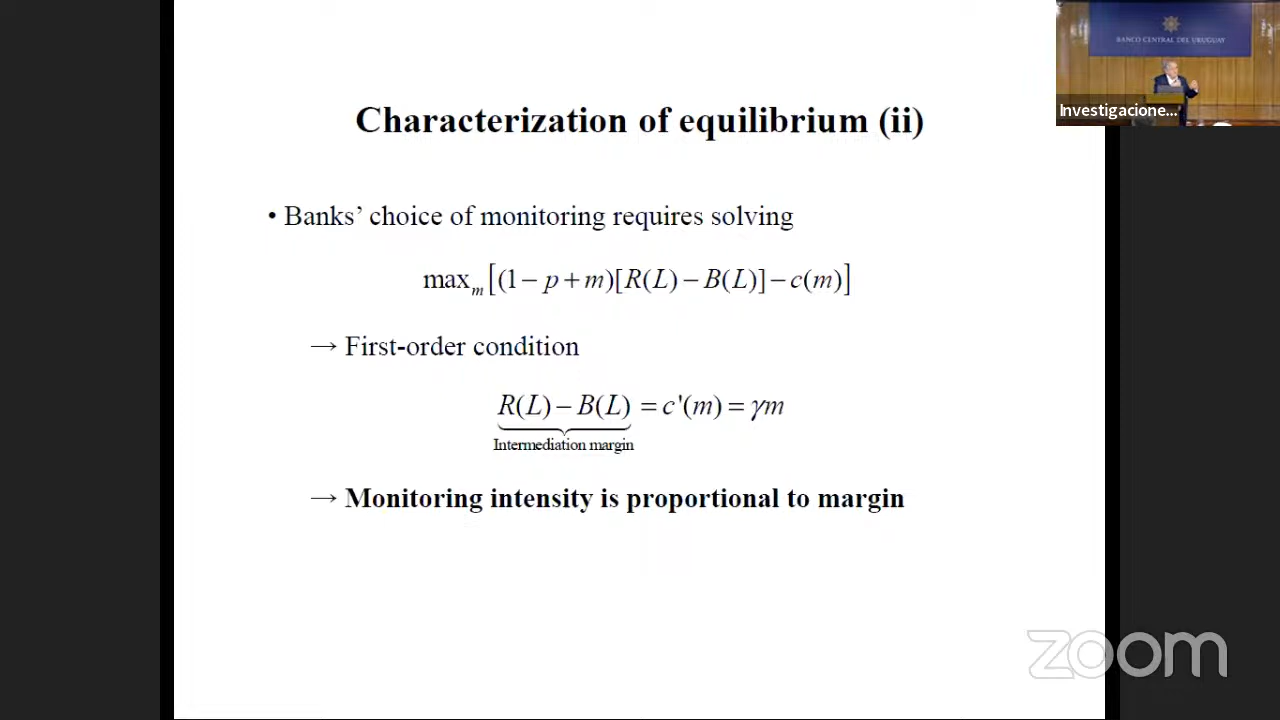 BANCO CENTRAL DEL URUGUAY
Investigacione...
Characterization of equilibrium (ii)
• Banks’ choice of monitoring requires solving
maxₘ[(1 − p + m)[R(L) − B(L)] − c(m)]
→ First-order condition
R(L) − B(L) = c'(m) = γm
Intermediation margin
→ Monitoring intensity is proportional to margin
zoom